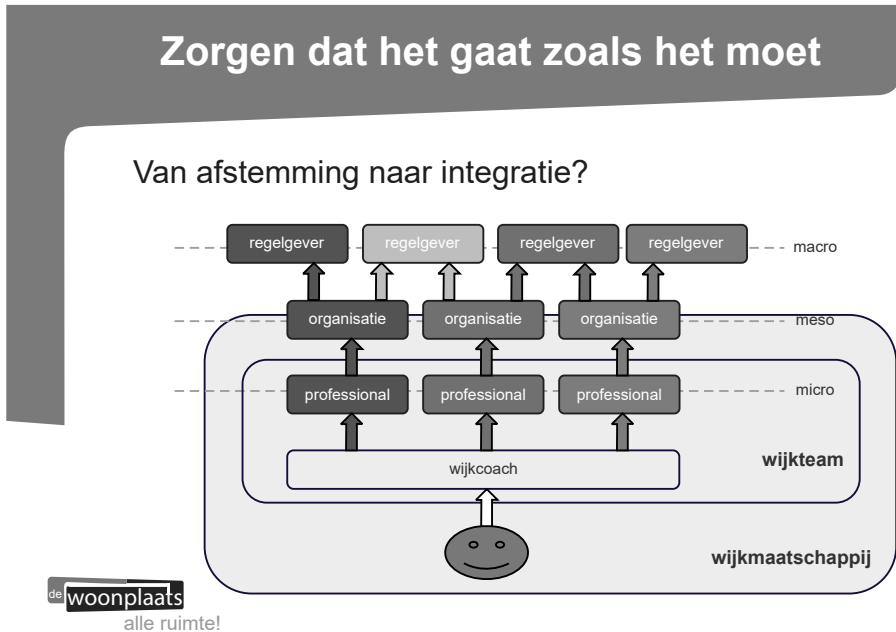 Zorgen dat het gaat zoals het moet
Van afstemming naar integratie?
regelgever regelgever regelgever regelgever macro
organisatie organisatie organisatie meso
professional professional professional micro
wijkcoach
wijkteam
wijkmaatschappij
de woonplaats
alle ruimte!